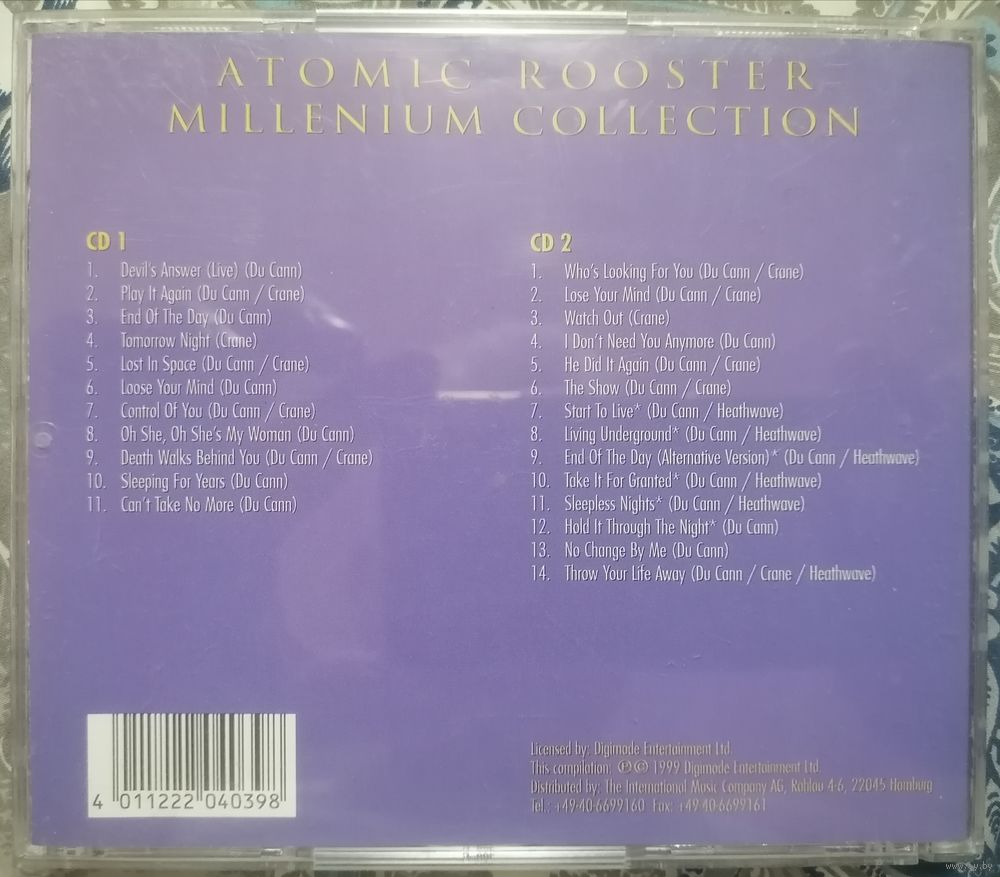 ATOMIC ROOSTER
MILLENIUM COLLECTION
CD 1
1. Devil's Answer (Live) (Du Cann)
2. Play It Again (Du Cann / Crane)
3. End Of The Day (Du Cann)
4. Tomorrow Night (Crane)
5. Lost In Space (Du Cann / Crane)
6. Loose Your Mind (Du Cann)
7. Control Of You (Du Cann / Crane)
8. Oh She, Oh She's My Woman (Du Cann)
9. Death Walks Behind You (Du Cann / Crane)
10. Sleeping For Years (Du Cann)
11. Can't Take No More (Du Cann)
CD 2
1. Who's Looking For You (Du Cann / Crane)
2. Lose Your Mind (Du Cann / Crane)
3. Watch Out (Crane)
4. I Don't Need You Anymore (Du Cann)
5. He Did It Again (Du Cann / Crane)
6. The Show (Du Cann / Crane)
7. Start To Live* (Du Cann / Heathwave)
8. Living Underground* (Du Cann / Heathwave)
9. End Of The Day (Alternative Version)* (Du Cann / Heathwave)
10. Take It For Granted* (Du Cann / Heathwave)
11. Sleepless Nights* (Du Cann / Heathwave)
12. Hold It Through The Night* (Du Cann)
13. No Change By Me (Du Cann)
14. Throw Your Life Away (Du Cann / Crane / Heathwave)
4 011222 040398
Licensed by: Digimode Entertainment Ltd.
This compilation: ℗© 1999 Digimode Entertainment Ltd.
Distributed by: The International Music Company AG, Rahlau 4-6, 22045 Hamburg
Tel.: +49-40-6699160 Fax: +49-40-6699161